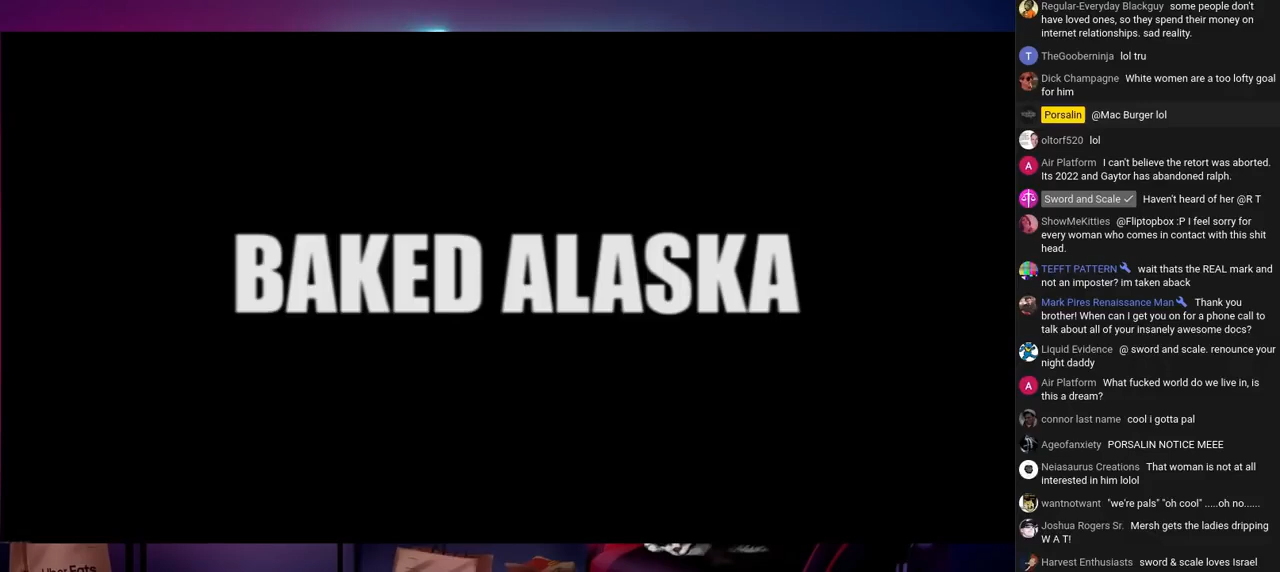 BAKED ALASKA
Uber Eats
Regular-Everyday Blackguy some people don't
have loved ones, so they spend their money on
internet relationships. sad reality.
T TheGooberninja lol tru
Dick Champagne White women are a too lofty goal
for him
Porsalin @Mac Burger lol
oltorf520 lol
A Air Platform I can't believe the retort was aborted.
Its 2022 and Gaytor has abandoned ralph.
Sword and Scale Haven't heard of her @R T
ShowMeKitties @Fliptopbox :P I feel sorry for
every woman who comes in contact with this shit
head.
TEFFT PATTERN wait thats the REAL mark and
not an imposter? im taken aback
Mark Pires Renaissance Man Thank you
brother! When can I get you on for a phone call to
talk about all of your insanely awesome docs?
Liquid Evidence @ sword and scale. renounce your
night daddy
A Air Platform What fucked world do we live in, is
this a dream?
connor last name cool i gotta pal
Ageofanxiety PORSALIN NOTICE MEEE
Neiasaurus Creations That woman is not at all
interested in him lolol
wantnotwant "we're pals" "oh cool" .....oh no......
Joshua Rogers Sr. Mersh gets the ladies dripping
W A T!
Harvest Enthusiasts sword & scale loves Israel